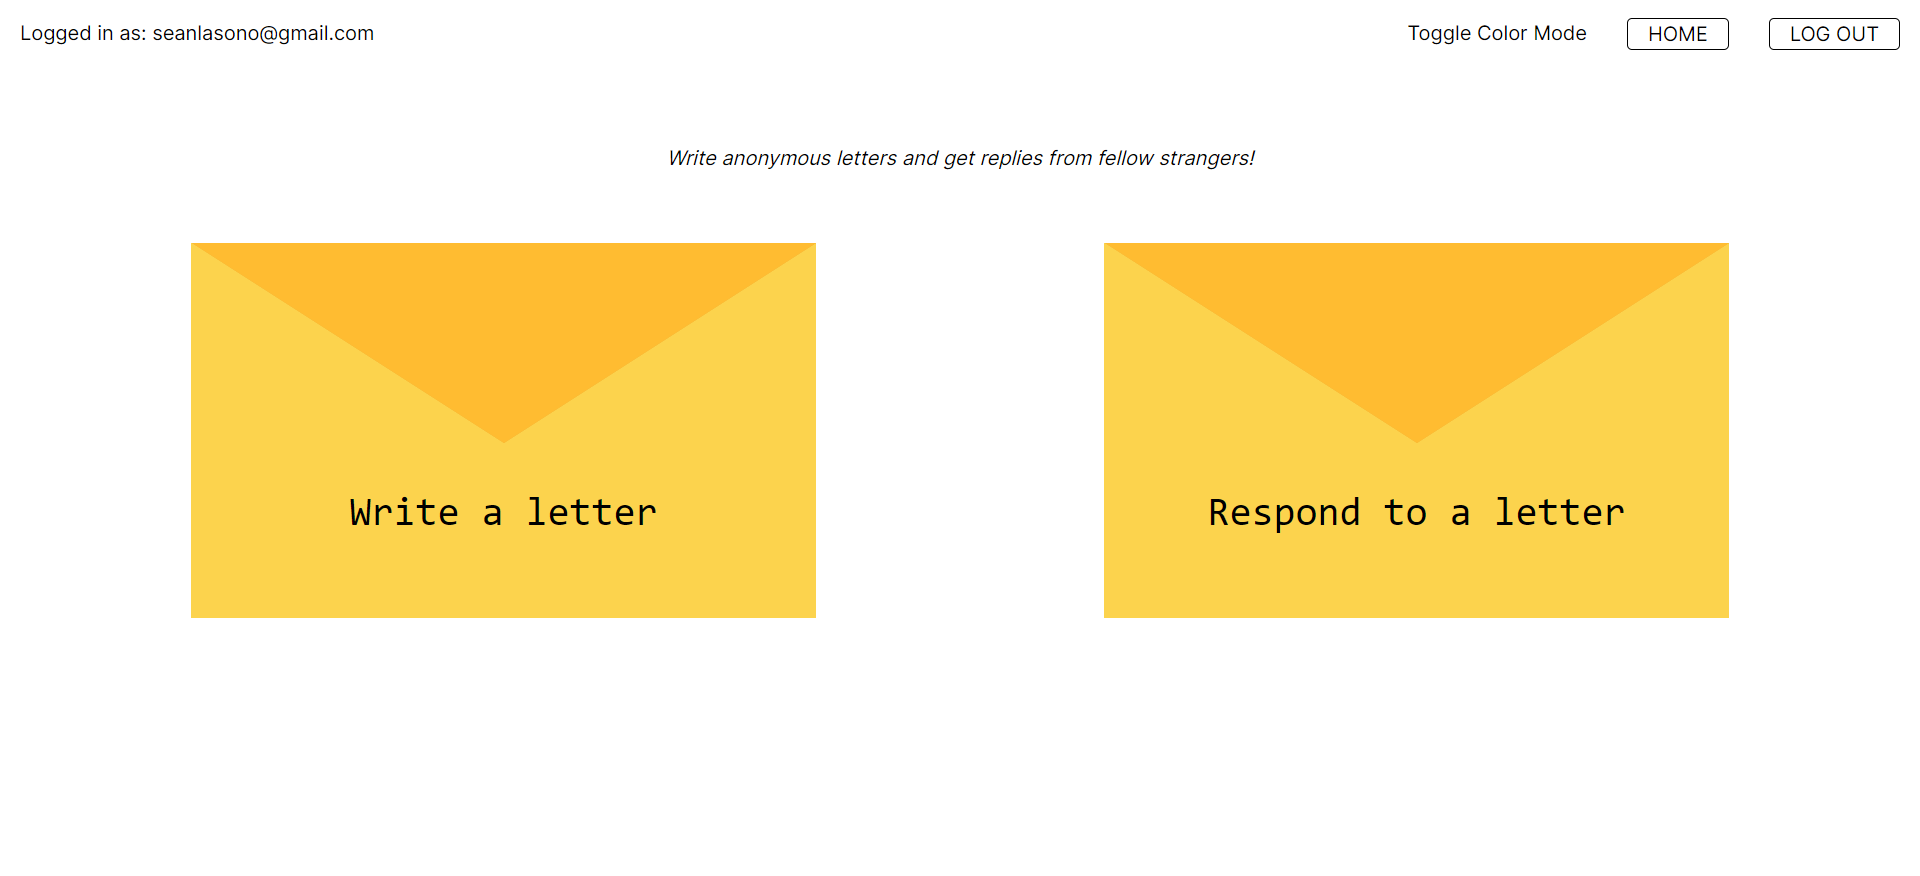 Logged in as: seanlasono@gmail.com Toggle Color Mode HOME LOG OUT
Write anonymous letters and get replies from fellow strangers!
Write a letter Respond to a letter